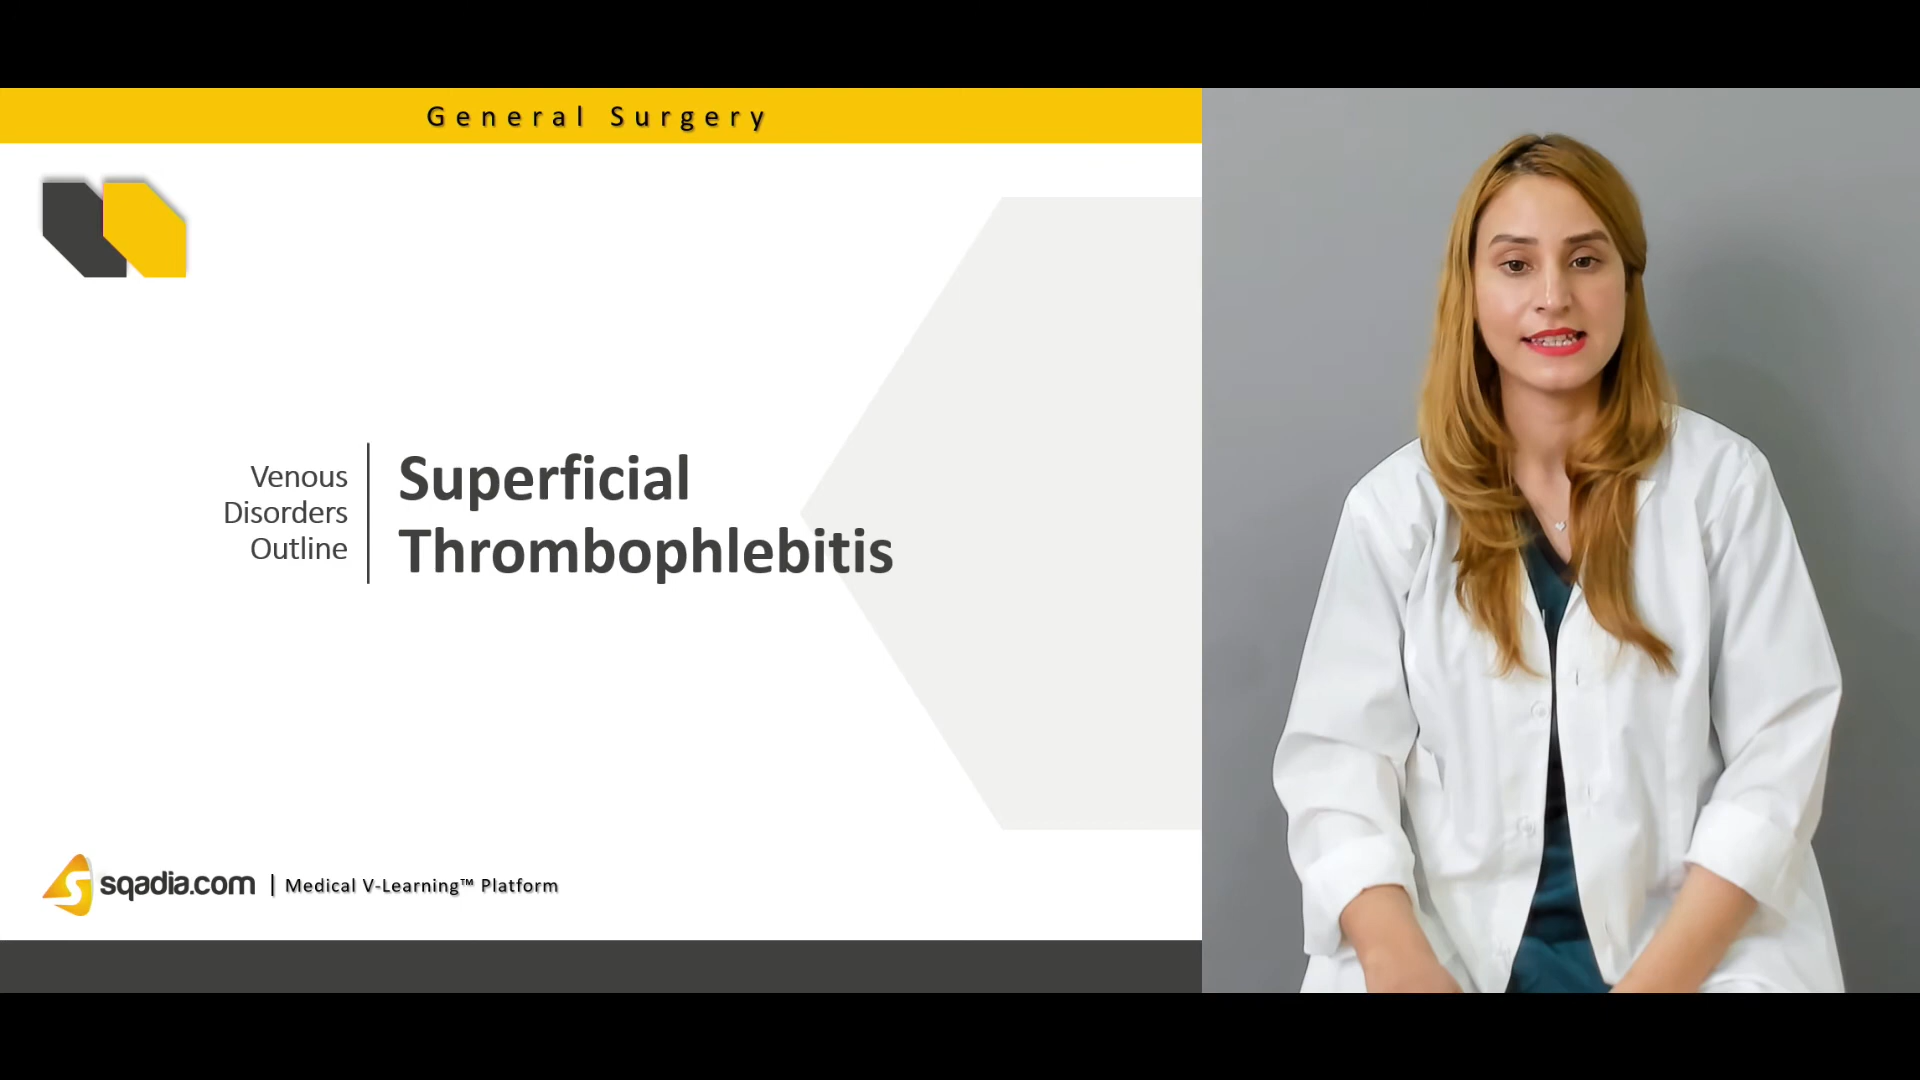 General Surgery
Venous
Disorders
Outline
Superficial
Thrombophlebitis
sqadia.com | Medical V-Learning™ Platform